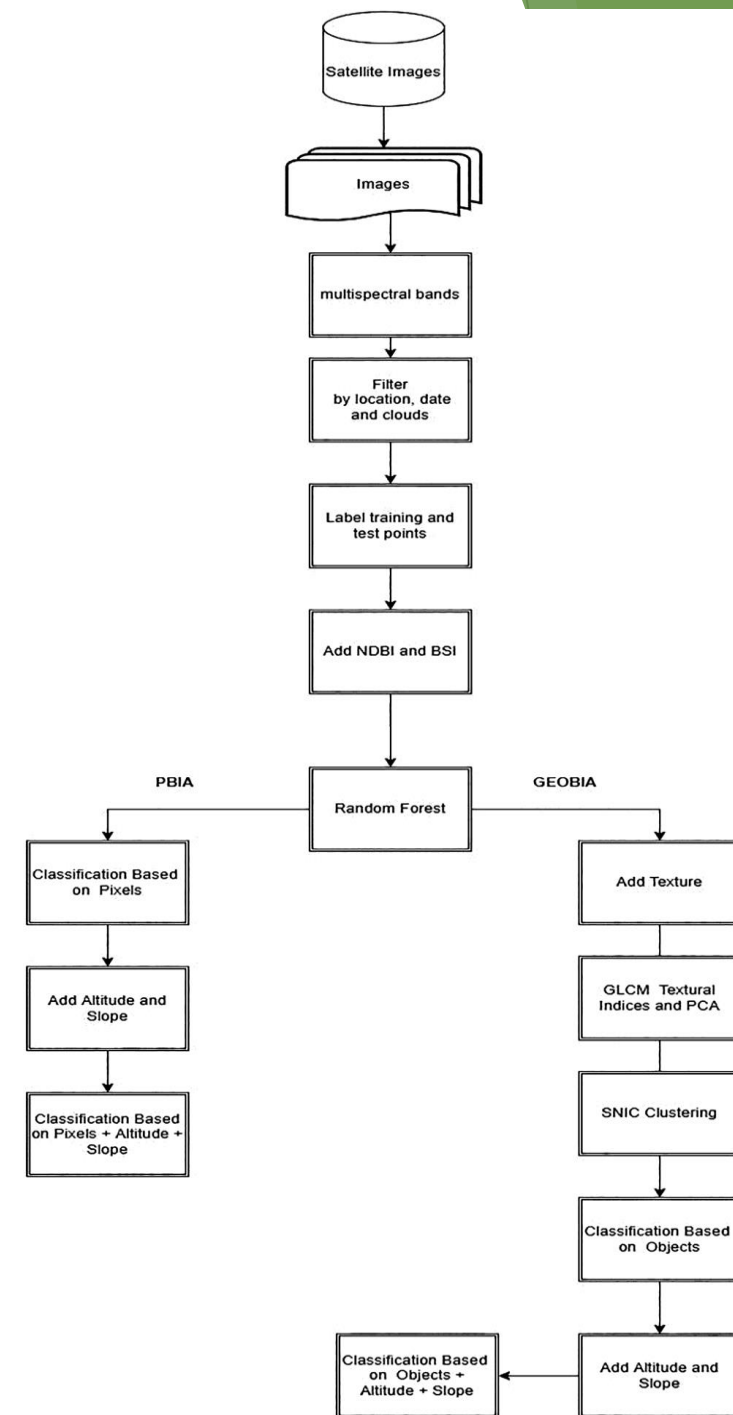 Satellite Images
Images
multispectral bands
Filter
by location, date
and clouds
Label training and
test points
Add NDBI and BSI
Random Forest
PBIA
GEOBIA
Classification Based
on Pixels
Add Altitude and
Slope
Classification Based
on Pixels + Altitude +
Slope
Add Texture
GLCM Textural
Indices and PCA
SNIC Clustering
Classification Based
on Objects
Add Altitude and
Slope
Classification Based
on Objects +
Altitude + Slope